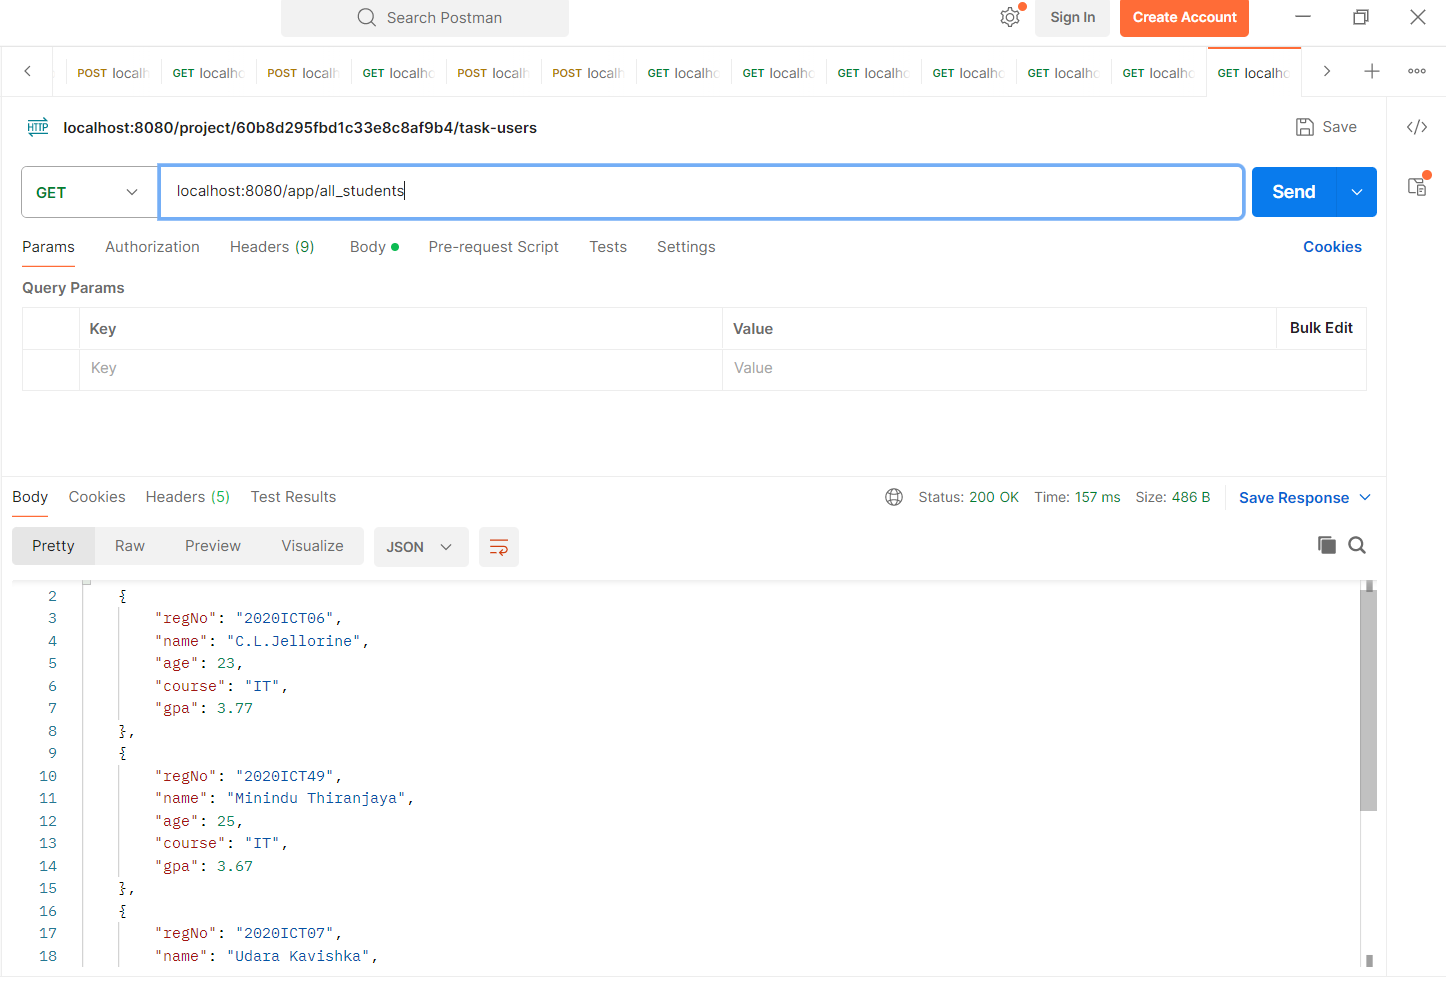 Search Postman
Sign In
Create Account
POST localh
GET localhc
POST localh
GET localhc
POST localh
POST localh
GET localhc
GET localhc
GET localhc
GET localhc
GET localhc
GET localhc
GET localhc
HTTP
localhost:8080/project/60b8d295fbd1c33e8c8af9b4/task-users
Save
GET
localhost:8080/app/all_students
Send
Params
Authorization
Headers (9)
Body
Pre-request Script
Tests
Settings
Cookies
Query Params
Key
Value
Bulk Edit
Key
Value
Body
Cookies
Headers (5)
Test Results
Status: 200 OK
Time: 157 ms
Size: 486 B
Save Response
Pretty
Raw
Preview
Visualize
JSON
2 {
3 "regNo": "2020ICT06",
4 "name": "C.L.Jellorine",
5 "age": 23,
6 "course": "IT",
7 "gpa": 3.77
8 },
9 {
10 "regNo": "2020ICT49",
11 "name": "Minindu Thiranjaya",
12 "age": 25,
13 "course": "IT",
14 "gpa": 3.67
15 },
16 {
17 "regNo": "2020ICT07",
18 "name": "Udara Kavishka",